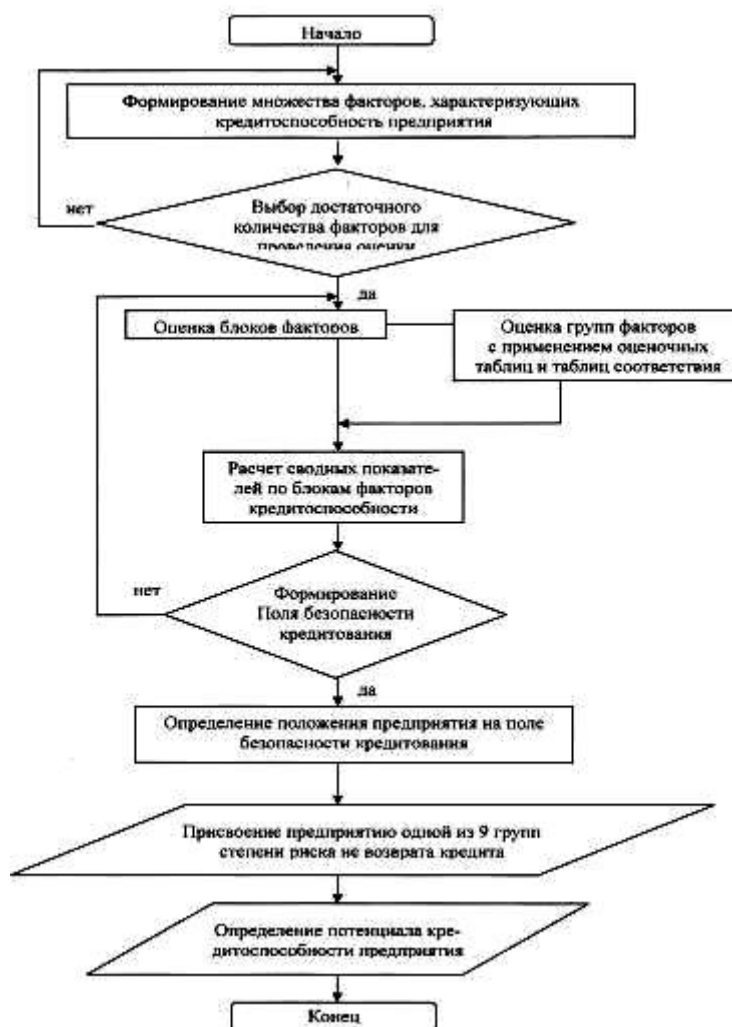 Начало
Формирование множества факторов, характеризующих
кредитоспособность предприятия
нет
Выбор достаточного
количества факторов для
проведения оценки
да
Оценка блоков факторов
Оценка групп факторов
с применением оценочных
таблиц и таблиц соответствия
Расчет сводных показате-
лей по блокам факторов
кредитоспособности
нет
Формирование
Поля безопасности
кредитования
да
Определение положения предприятия на поле
безопасности кредитования
Присвоение предприятию одной из 9 групп
степени риска не возврата кредита
Определение потенциала кре-
дитоспособности предприятия
Конец